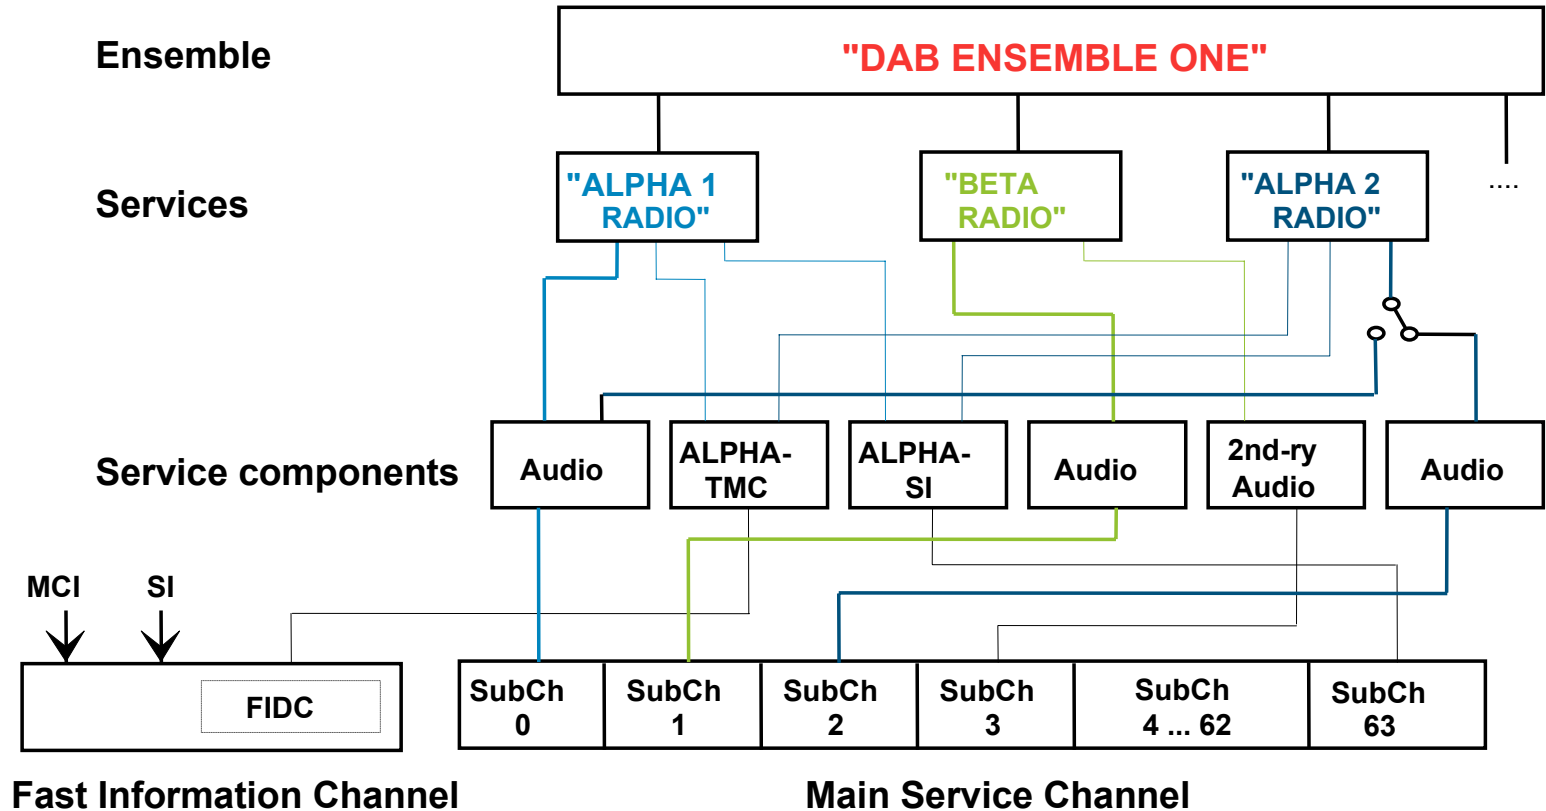 Ensemble
"DAB ENSEMBLE ONE"
Services
"ALPHA 1
RADIO"
"BETA
RADIO"
"ALPHA 2
RADIO"
....
Service components
Audio
ALPHA-
TMC
ALPHA-
SI
Audio
2nd-ry
Audio
Audio
MCI
SI
FIDC
SubCh
0
SubCh
1
SubCh
2
SubCh
3
SubCh
4 ... 62
SubCh
63
Fast Information Channel
Main Service Channel